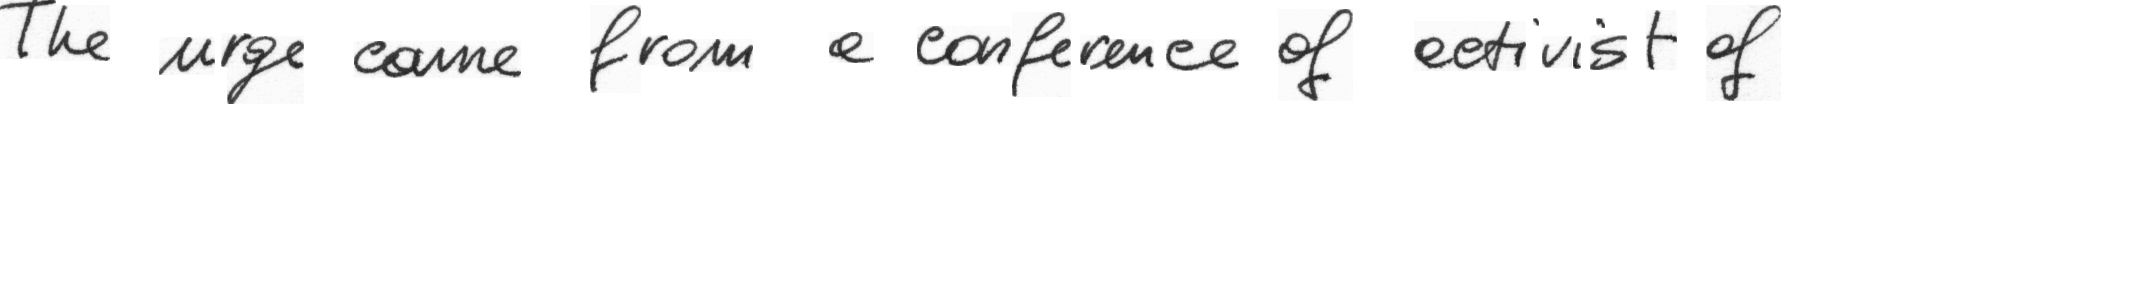 The urge came from a conference of activist of